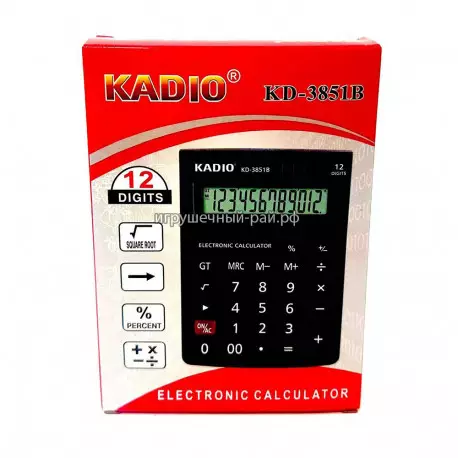 KADIO®
KD-3851B
KADIO® KD-3851B 12 DIGITS
123456789012
12 DIGITS
игрушечный-рай.рф
ELECTRONIC CALCULATOR % +/-
√
SQUARE ROOT
GT MRC M− M+ ÷
→
√ 7 8 9 ×
▶ 4 5 6 −
%
PERCENT
ON/AC 1 2 3 +
0 00 • =
+ ×
− ÷
ELECTRONIC CALCULATOR